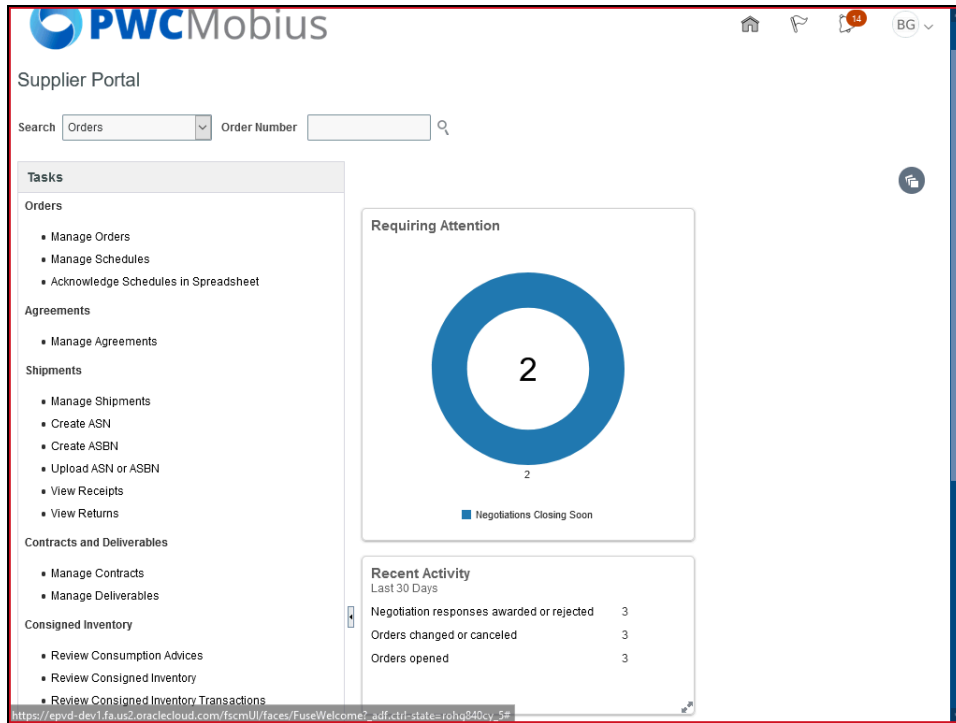 PWCMobius
14
BG
Supplier Portal
Search Orders Order Number
Tasks
Orders
Manage Orders
Manage Schedules
Acknowledge Schedules in Spreadsheet
Agreements
Manage Agreements
Shipments
Manage Shipments
Create ASN
Create ASBN
Upload ASN or ASBN
View Receipts
View Returns
Contracts and Deliverables
Manage Contracts
Manage Deliverables
Consigned Inventory
Review Consumption Advices
Review Consigned Inventory
Review Consigned Inventory Transactions
https://epvd-dev1.fa.us2.oraclecloud.com/fscmUI/faces/FuseWelcome?_adf.ctrl-state=rohq840cy_5#
Requiring Attention
2
2
Negotiations Closing Soon
Recent Activity
Last 30 Days
Negotiation responses awarded or rejected 3
Orders changed or canceled 3
Orders opened 3